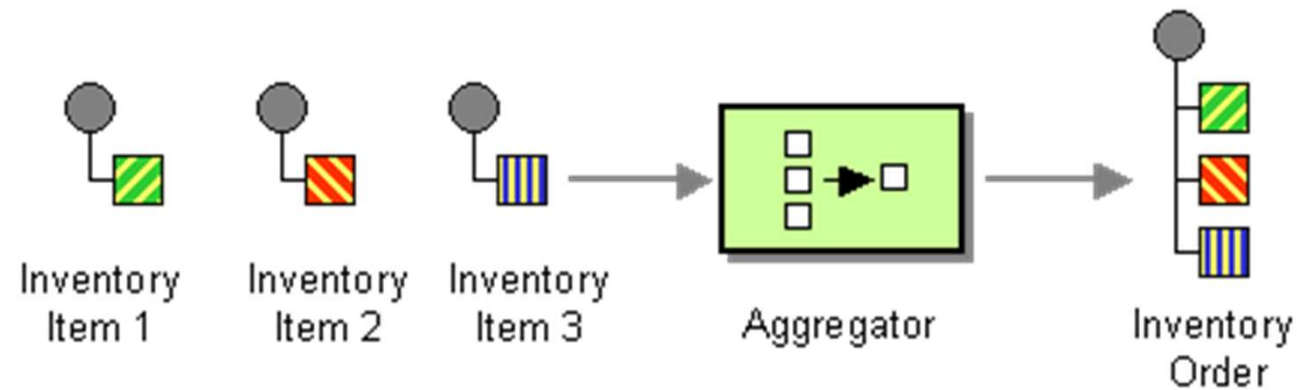 Inventory
Item 1
Inventory
Item 2
Inventory
Item 3
Aggregator
Inventory
Order